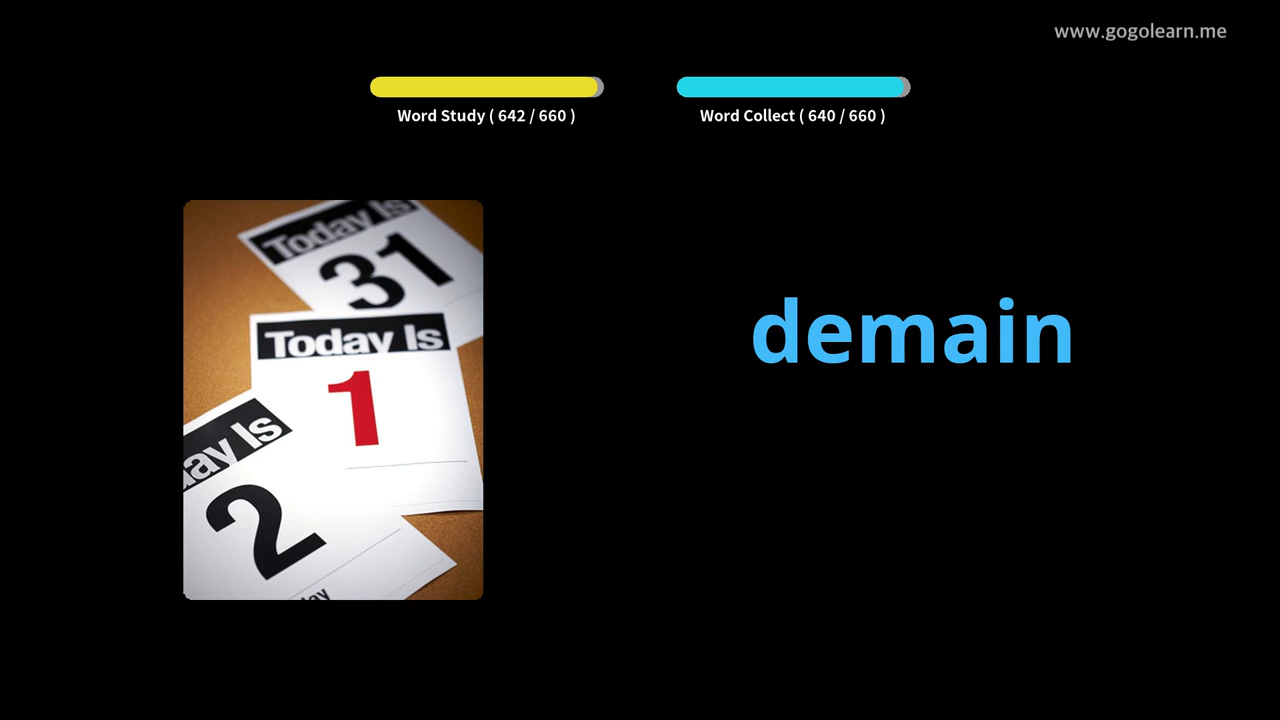 www.gogolearn.me
Word Study ( 642 / 660 )
Word Collect ( 640 / 660 )
Today Is
31
Today Is
1
demain
ay Is
2